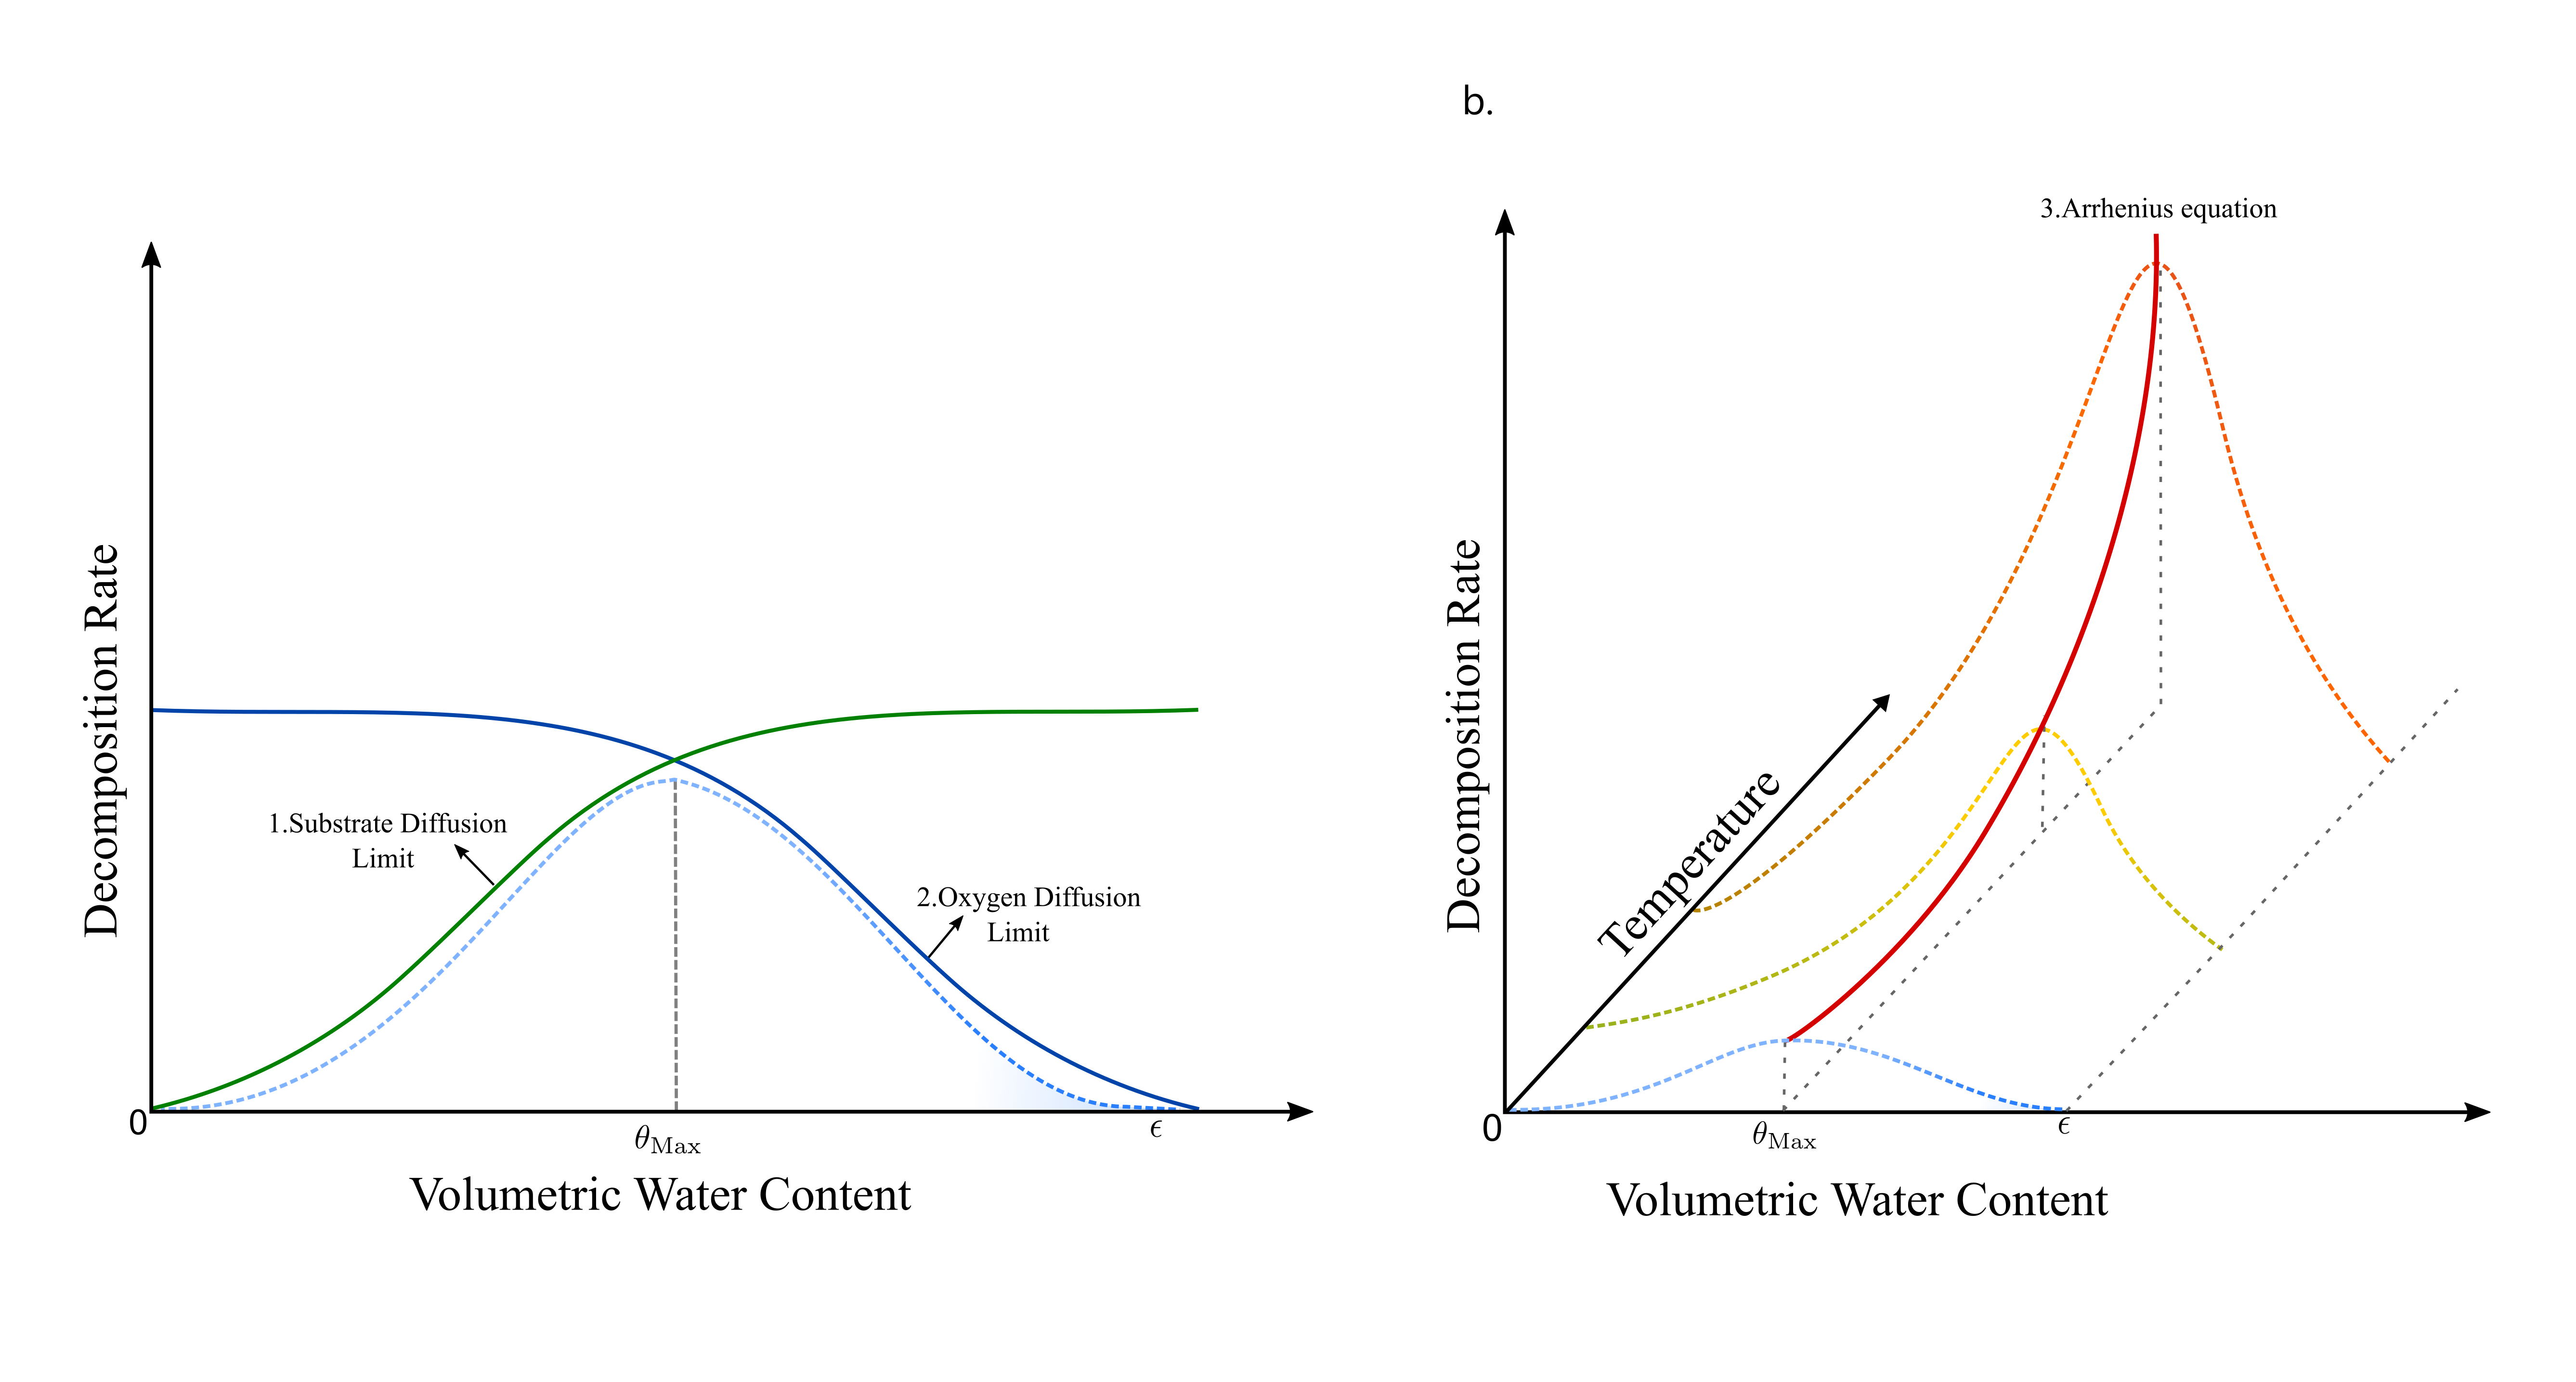 Decomposition Rate
1.Substrate Diffusion
Limit
2.Oxygen Diffusion
Limit
0
θMax
ϵ
Volumetric Water Content
b.
3.Arrhenius equation
Decomposition Rate
Temperature
0
θMax
ϵ
Volumetric Water Content